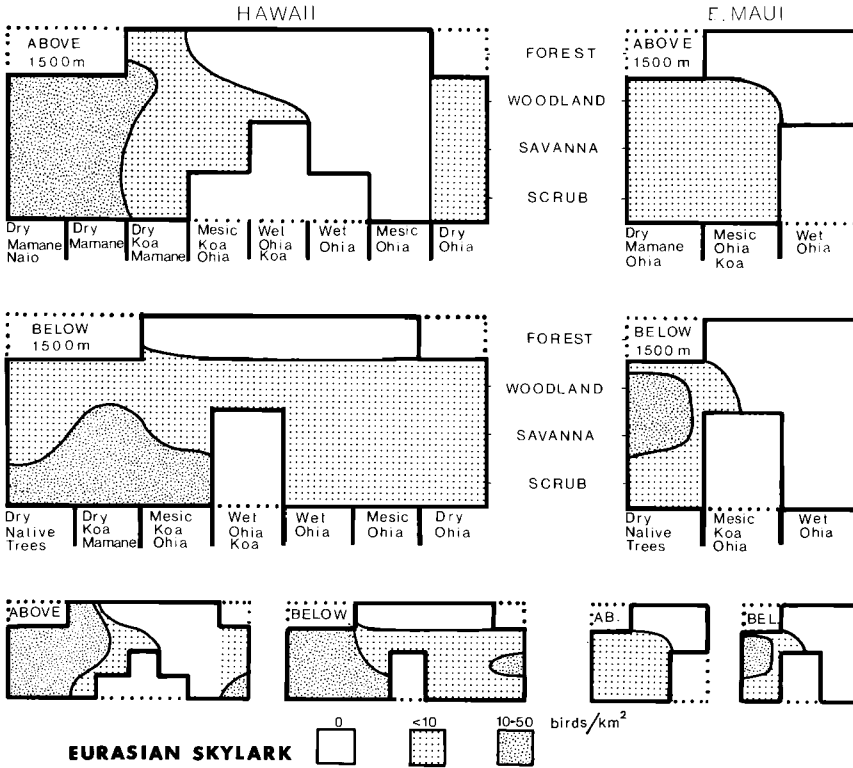 HAWAII
E. MAUI
ABOVE
1500m
FOREST
WOODLAND
SAVANNA
SCRUB
ABOVE
1500m
Dry
Mamane
Naio
Dry
Mamane
Dry
Koa
Mamane
Mesic
Koa
Ohia
Wet
Ohia
Koa
Wet
Ohia
Mesic
Ohia
Dry
Ohia
Dry
Mamane
Ohia
Mesic
Ohia
Koa
Wet
Ohia
BELOW
1500m
FOREST
WOODLAND
SAVANNA
SCRUB
BELOW
1500m
Dry
Native
Trees
Dry
Koa
Mamane
Mesic
Koa
Ohia
Wet
Ohia
Koa
Wet
Ohia
Mesic
Ohia
Dry
Ohia
Dry
Native
Trees
Mesic
Koa
Ohia
Wet
Ohia
ABOVE
BELOW
AB.
BEL.
0
<10
10-50
birds/km²
EURASIAN SKYLARK